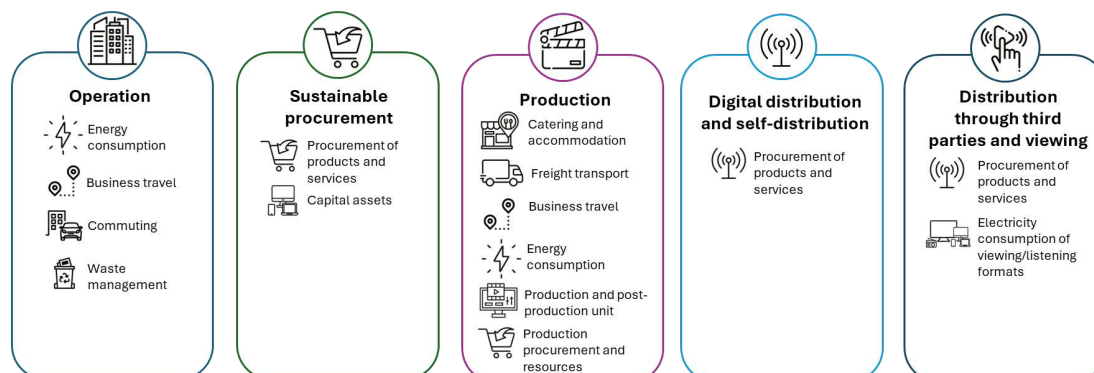 Operation
Energy
consumption
Business travel
Commuting
Waste
management
Sustainable
procurement
Procurement of
products and
services
Capital assets
Production
Catering and
accommodation
Freight transport
Business travel
Energy
consumption
Production and post-
production unit
Production
procurement and
resources
Digital distribution
and self-distribution
Procurement of
products and
services
Distribution
through third
parties and viewing
Procurement of
products and
services
Electricity
consumption of
viewing/listening
formats